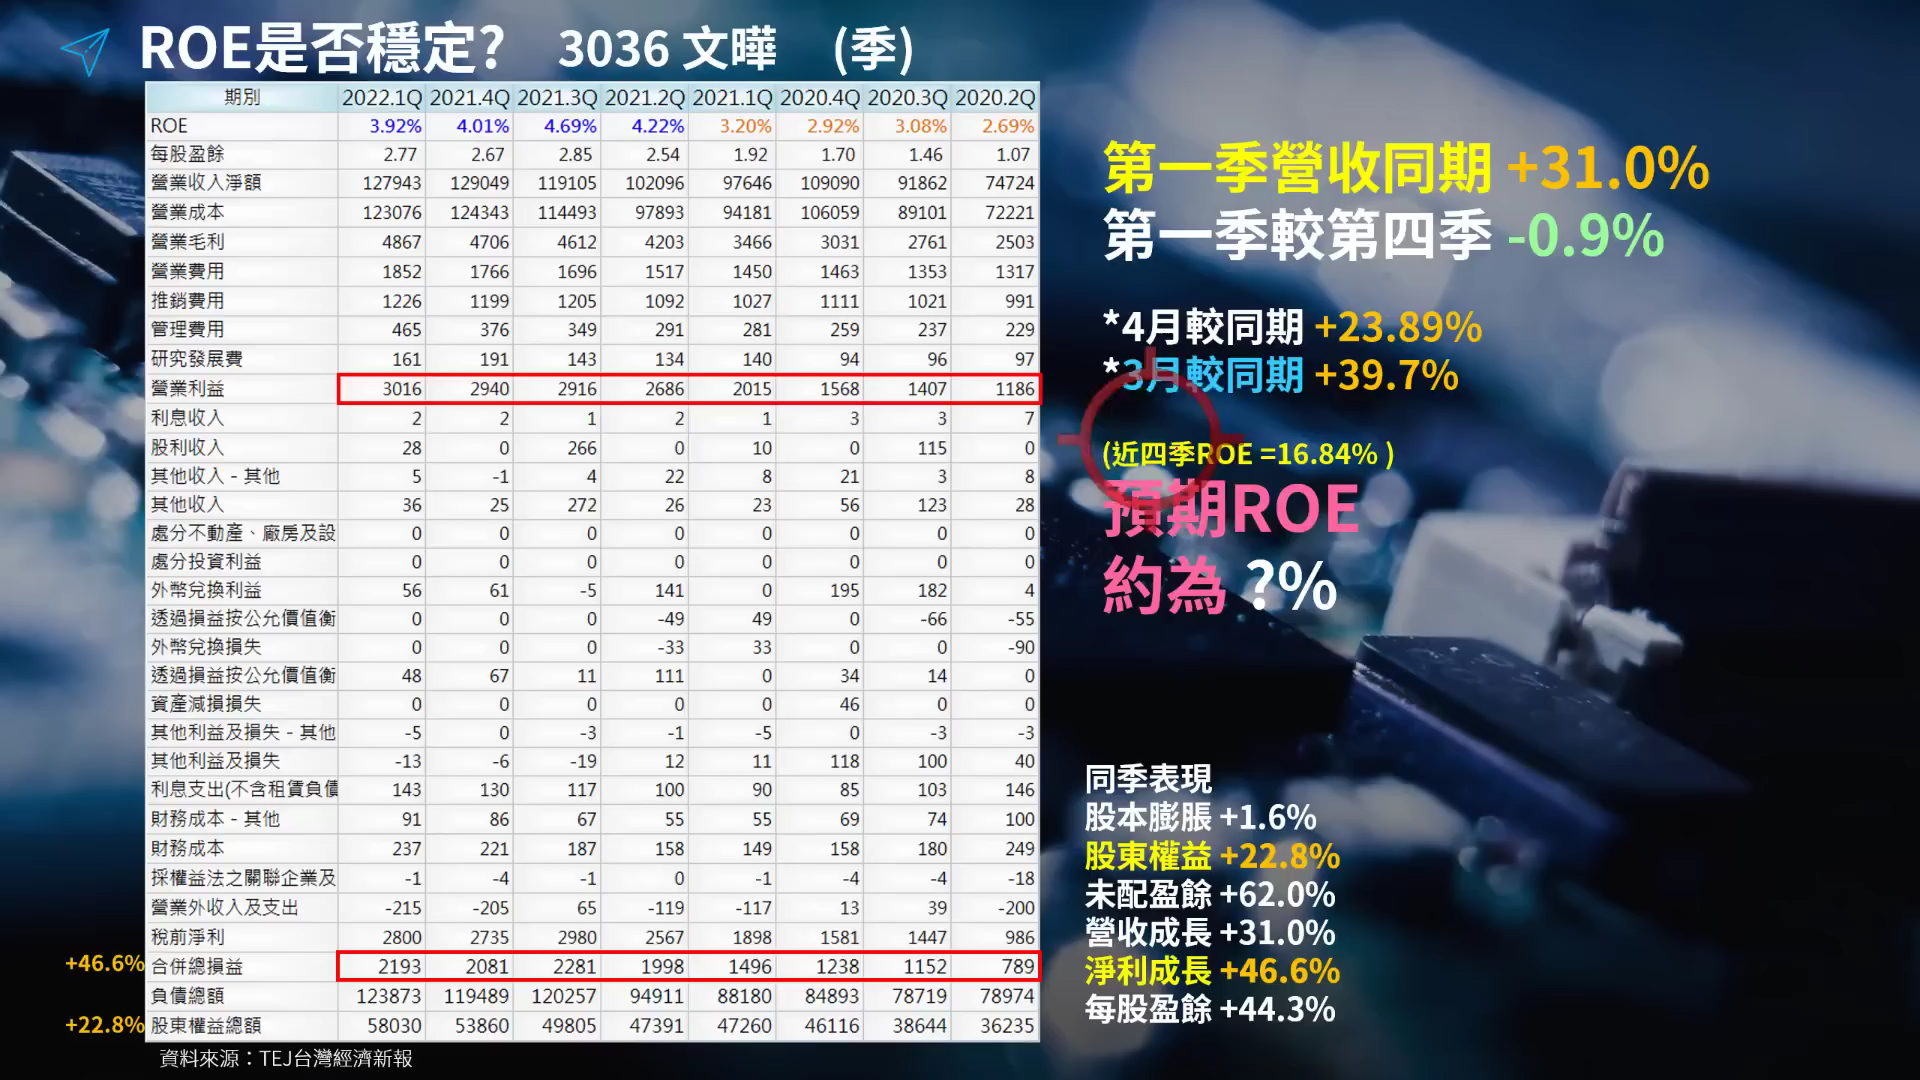 ROE是否穩定? 3036 文曄 (季)
期別 2022.1Q 2021.4Q 2021.3Q 2021.2Q 2021.1Q 2020.4Q 2020.3Q 2020.2Q
ROE 3.92% 4.01% 4.69% 4.22% 3.20% 2.92% 3.08% 2.69%
每股盈餘 2.77 2.67 2.85 2.54 1.92 1.70 1.46 1.07
營業收入淨額 127943 129049 119105 102096 97646 109090 91862 74724
營業成本 123076 124343 114493 97893 94181 106059 89101 72221
營業毛利 4867 4706 4612 4203 3466 3031 2761 2503
營業費用 1852 1766 1696 1517 1450 1463 1353 1317
推銷費用 1226 1199 1205 1092 1027 1111 1021 991
管理費用 465 376 349 291 281 259 237 229
研究發展費 161 191 143 134 140 94 96 97
營業利益 3016 2940 2916 2686 2015 1568 1407 1186
利息收入 2 2 1 2 1 3 3 7
股利收入 28 0 266 0 10 0 115 0
其他收入 - 其他 5 -1 4 22 8 21 3 8
其他收入 36 25 272 26 23 56 123 28
處分不動產、廠房及設 0 0 0 0 0 0 0 0
處分投資利益 0 0 0 0 0 0 0 0
外幣兌換利益 56 61 -5 141 0 195 182 4
透過損益按公允價值衡 0 0 0 -49 49 0 -66 -55
外幣兌換損失 0 0 0 -33 33 0 0 -90
透過損益按公允價值衡 48 67 11 111 0 34 14 0
資產減損損失 0 0 0 0 0 46 0 0
其他利益及損失 - 其他 -5 0 -3 -1 -5 0 -3 -3
其他利益及損失 -13 -6 -19 12 11 118 100 40
利息支出(不含租賃負債 143 130 117 100 90 85 103 146
財務成本 - 其他 91 86 67 55 55 69 74 100
財務成本 237 221 187 158 149 158 180 249
採權益法之關聯企業及 -1 -4 -1 0 -1 -4 -4 -18
營業外收入及支出 -215 -205 65 -119 -117 13 39 -200
稅前淨利 2800 2735 2980 2567 1898 1581 1447 986
+46.6% 合併總損益 2193 2081 2281 1998 1496 1238 1152 789
負債總額 123873 119489 120257 94911 88180 84893 78719 78974
+22.8% 股東權益總額 58030 53860 49805 47391 47260 46116 38644 36235
資料來源：TEJ台灣經濟新報
第一季營收同期 +31.0%
第一季較第四季 -0.9%
*4月較同期 +23.89%
*3月較同期 +39.7%
(近四季ROE =16.84% )
預期ROE
約為 ?%
同季表現
股本膨脹 +1.6%
股東權益 +22.8%
未配盈餘 +62.0%
營收成長 +31.0%
淨利成長 +46.6%
每股盈餘 +44.3%